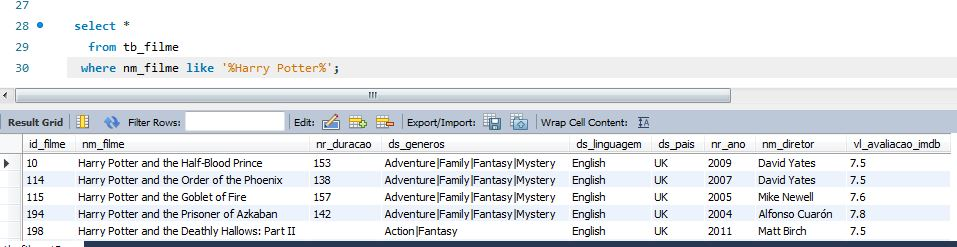 27
28 select *
29 from tb_filme
30 where nm_filme like '%Harry Potter%';
Result Grid Filter Rows: Edit: Export/Import: Wrap Cell Content:
id_filme nm_filme nr_duracao ds_generos ds_linguagem ds_pais nr_ano nm_diretor vl_avaliacao_imdb
10 Harry Potter and the Half-Blood Prince 153 Adventure|Family|Fantasy|Mystery English UK 2009 David Yates 7.5
114 Harry Potter and the Order of the Phoenix 138 Adventure|Family|Fantasy|Mystery English UK 2007 David Yates 7.5
115 Harry Potter and the Goblet of Fire 157 Adventure|Family|Fantasy|Mystery English UK 2005 Mike Newell 7.6
194 Harry Potter and the Prisoner of Azkaban 142 Adventure|Family|Fantasy|Mystery English UK 2004 Alfonso Cuarón 7.8
198 Harry Potter and the Deathly Hallows: Part II Action|Fantasy English UK 2011 Matt Birch 7.5